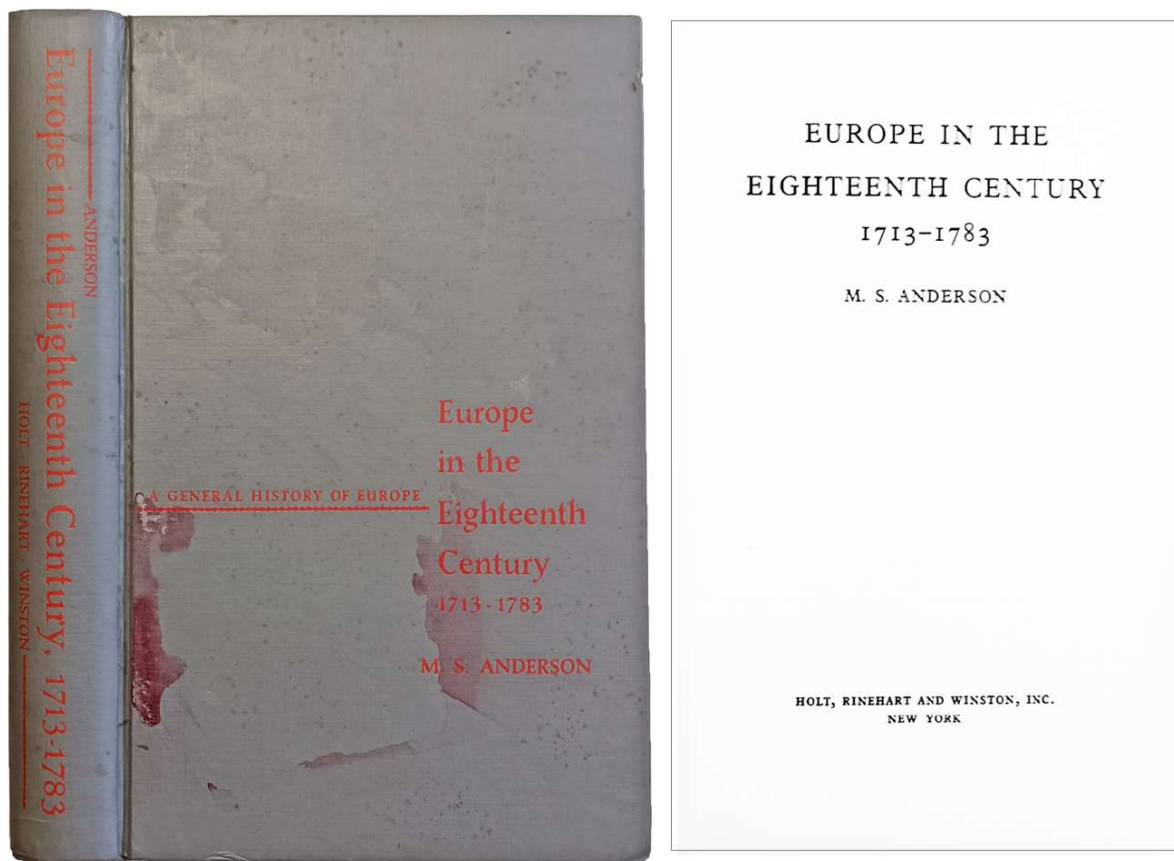 ANDERSON
Europe in the Eighteenth Century, 1713-1783
HOLT · RINEHART · WINSTON
A GENERAL HISTORY OF EUROPE
Europe
in the
Eighteenth
Century
1713-1783
M. S. ANDERSON
EUROPE IN THE
EIGHTEENTH CENTURY
1713–1783
M. S. ANDERSON
HOLT, RINEHART AND WINSTON, INC.
NEW YORK